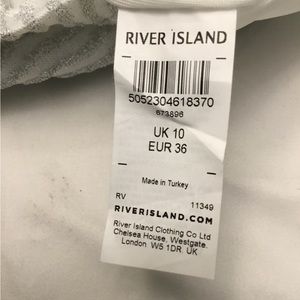 RIVER ISLAND
5052304618370
673896
UK 10
EUR 36
Made in Turkey
RV 11349
RIVERISLAND.COM
River Island Clothing Co Ltd
Chelsea House, Westgate,
London. W5 1DR. UK